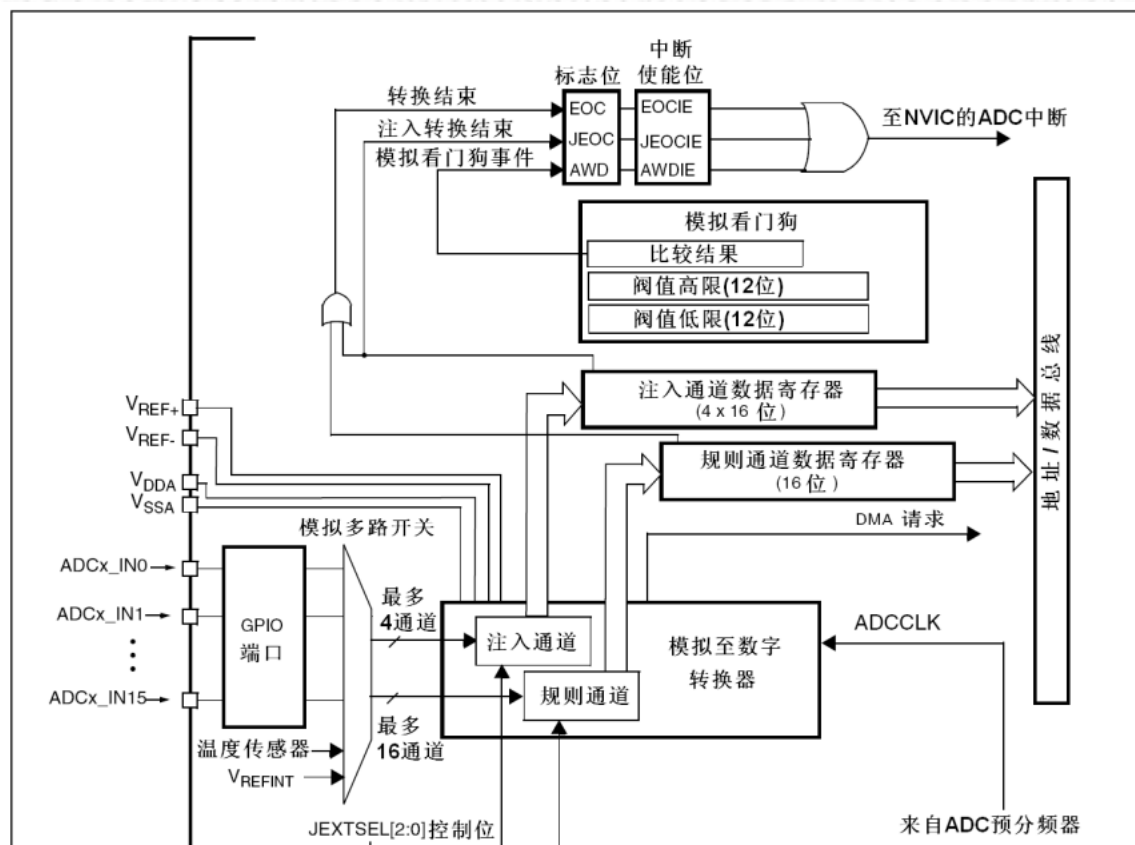 中断
标志位 使能位
转换结束
EOC
EOCIE
至NVIC的ADC中断
注入转换结束
JEOC
JEOCIE
模拟看门狗事件
AWD
AWDIE
模拟看门狗
比较结果
阀值高限(12位)
阀值低限(12位)
地址/数据总线
注入通道数据寄存器
(4 x 16 位)
规则通道数据寄存器
(16 位)
VREF+
VREF-
VDDA
VSSA
模拟多路开关
DMA 请求
ADCx_IN0
ADCx_IN1
ADCx_IN15
GPIO
端口
最多
4通道
注入通道
模拟至数字
转换器
ADCCLK
规则通道
最多
16通道
温度传感器
VREFINT
JEXTSEL[2:0]控制位
来自ADC预分频器